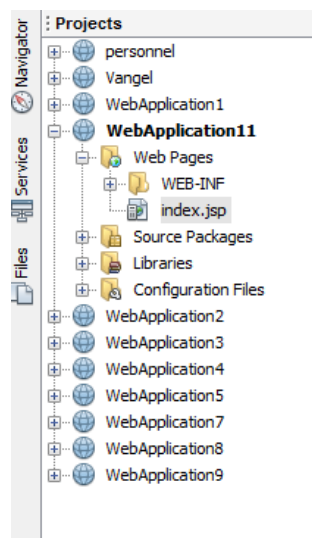 Projects
personnel
Vangel
WebApplication1
WebApplication11
Web Pages
WEB-INF
index.jsp
Source Packages
Libraries
Configuration Files
WebApplication2
WebApplication3
WebApplication4
WebApplication5
WebApplication7
WebApplication8
WebApplication9
Navigator
Services
Files